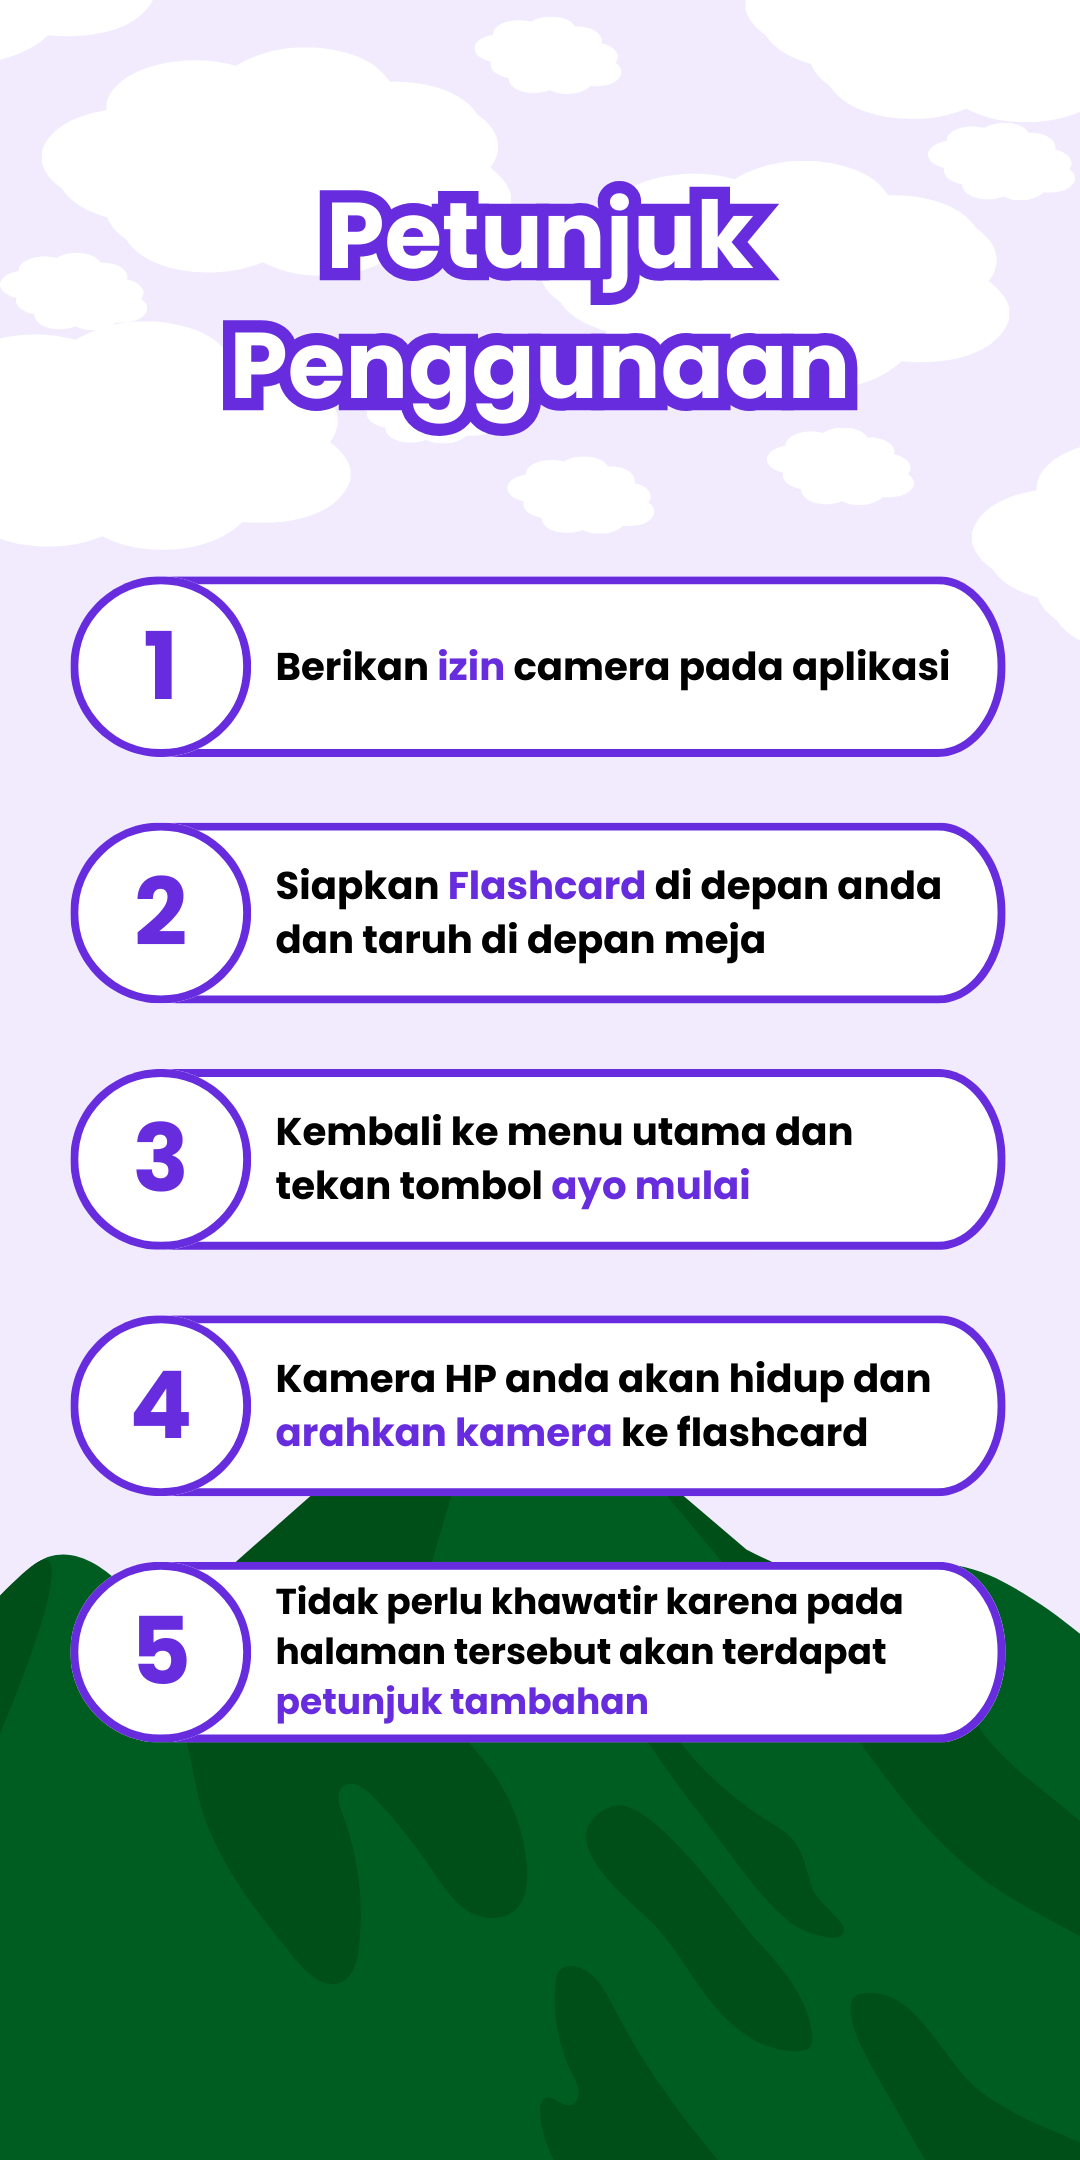 Petunjuk
Penggunaan
1
Berikan izin camera pada aplikasi
2
Siapkan Flashcard di depan anda
dan taruh di depan meja
3
Kembali ke menu utama dan
tekan tombol ayo mulai
4
Kamera HP anda akan hidup dan
arahkan kamera ke flashcard
5
Tidak perlu khawatir karena pada
halaman tersebut akan terdapat
petunjuk tambahan